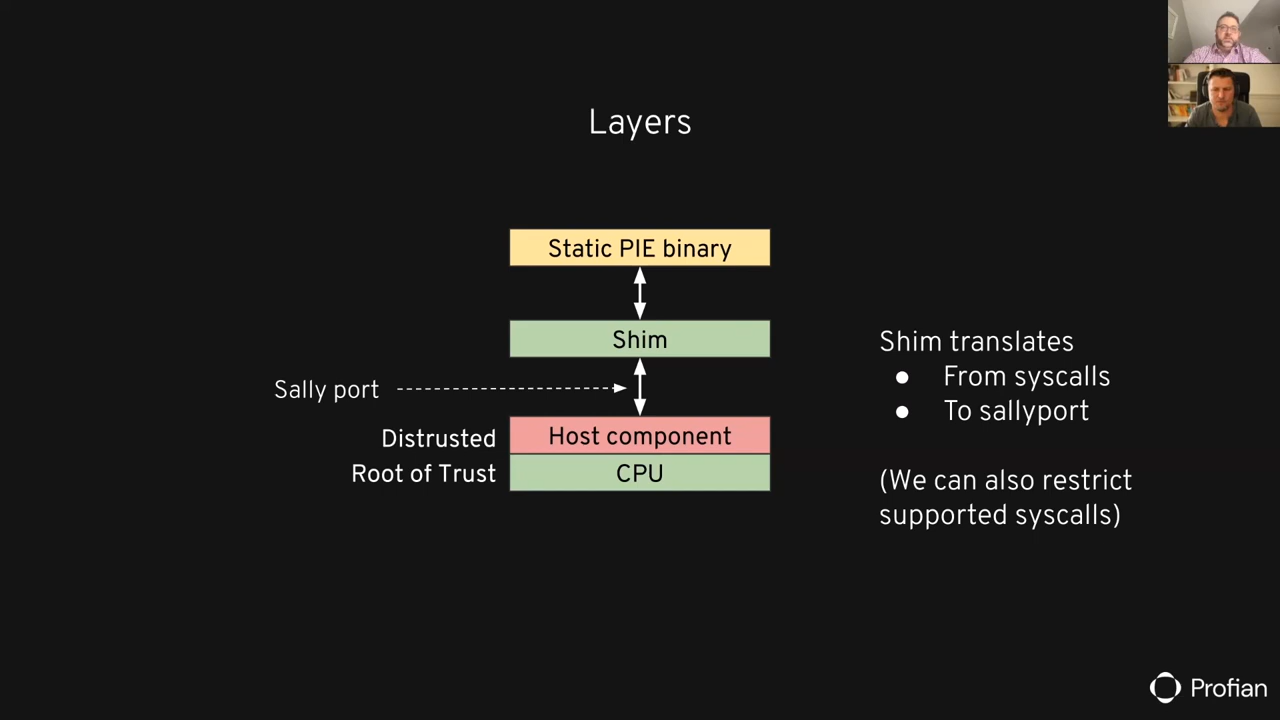 Layers
Static PIE binary
Shim
Sally port
Distrusted
Host component
Root of Trust
CPU
Shim translates
● From syscalls
● To sallyport
(We can also restrict
supported syscalls)
Profian